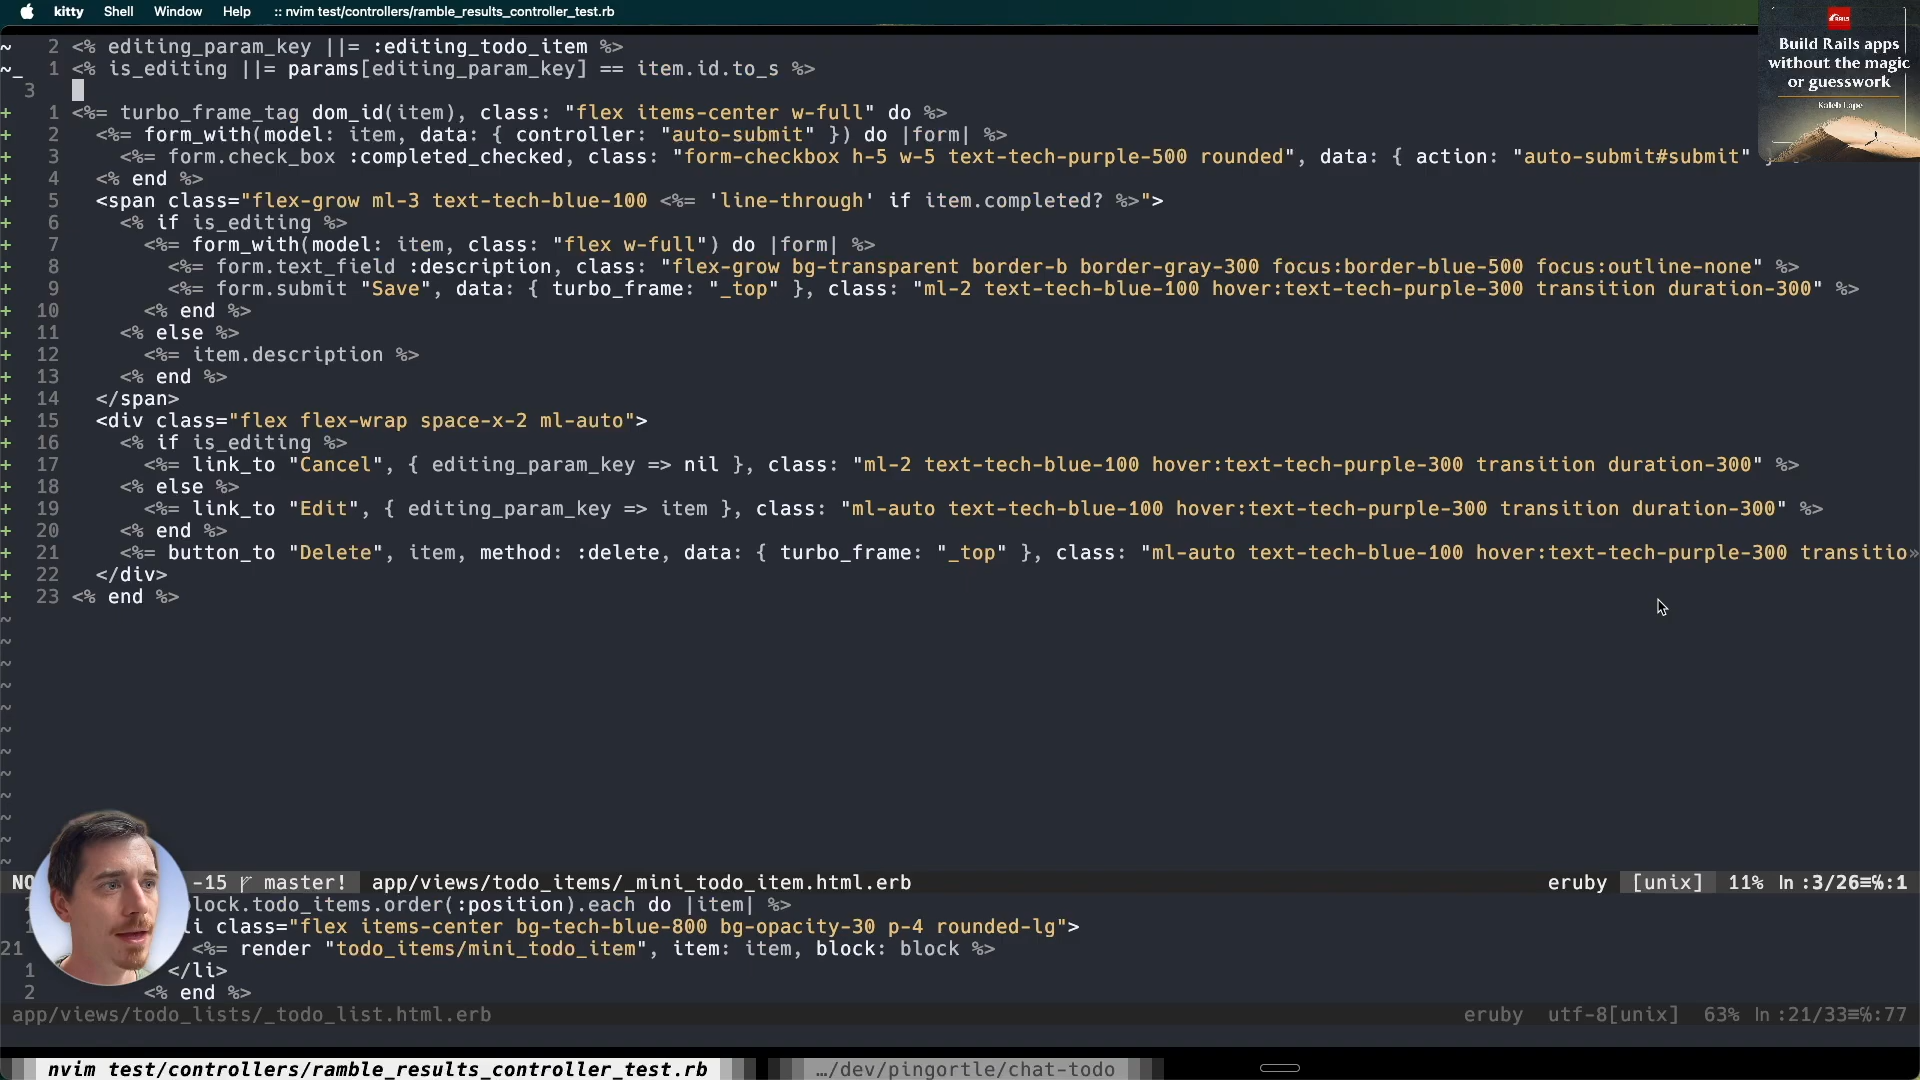 kitty Shell Window Help :: nvim test/controllers/ramble_results_controller_test.rb
RAILS
Build Rails apps
without the magic
or guesswork
Kaleb Lape
~ 2 <% editing_param_key ||= :editing_todo_item %>
~_ 1 <% is_editing ||= params[editing_param_key] == item.id.to_s %>
3
+ 1 <%= turbo_frame_tag dom_id(item), class: "flex items-center w-full" do %>
+ 2 <%= form_with(model: item, data: { controller: "auto-submit" }) do |form| %>
+ 3 <%= form.check_box :completed_checked, class: "form-checkbox h-5 w-5 text-tech-purple-500 rounded", data: { action: "auto-submit#submit"
+ 4 <% end %>
+ 5 <span class="flex-grow ml-3 text-tech-blue-100 <%= 'line-through' if item.completed? %>">
+ 6 <% if is_editing %>
+ 7 <%= form_with(model: item, class: "flex w-full") do |form| %>
+ 8 <%= form.text_field :description, class: "flex-grow bg-transparent border-b border-gray-300 focus:border-blue-500 focus:outline-none" %>
+ 9 <%= form.submit "Save", data: { turbo_frame: "_top" }, class: "ml-2 text-tech-blue-100 hover:text-tech-purple-300 transition duration-300" %>
+ 10 <% end %>
+ 11 <% else %>
+ 12 <%= item.description %>
+ 13 <% end %>
+ 14 </span>
+ 15 <div class="flex flex-wrap space-x-2 ml-auto">
+ 16 <% if is_editing %>
+ 17 <%= link_to "Cancel", { editing_param_key => nil }, class: "ml-2 text-tech-blue-100 hover:text-tech-purple-300 transition duration-300" %>
+ 18 <% else %>
+ 19 <%= link_to "Edit", { editing_param_key => item }, class: "ml-auto text-tech-blue-100 hover:text-tech-purple-300 transition duration-300" %>
+ 20 <% end %>
+ 21 <%= button_to "Delete", item, method: :delete, data: { turbo_frame: "_top" }, class: "ml-auto text-tech-blue-100 hover:text-tech-purple-300 transitio»
+ 22 </div>
+ 23 <% end %>
~
~
~
~
~
~
~
~
~
~
~
~
NO -15 master! app/views/todo_items/_mini_todo_item.html.erb eruby [unix] 11% ln :3/26≡℅:1
lock.todo_items.order(:position).each do |item| %>
li class="flex items-center bg-tech-blue-800 bg-opacity-30 p-4 rounded-lg">
21 <%= render "todo_items/mini_todo_item", item: item, block: block %>
1 </li>
2 <% end %>
app/views/todo_lists/_todo_list.html.erb eruby utf-8[unix] 63% ln :21/33≡℅:77
nvim test/controllers/ramble_results_controller_test.rb …/dev/pingortle/chat-todo